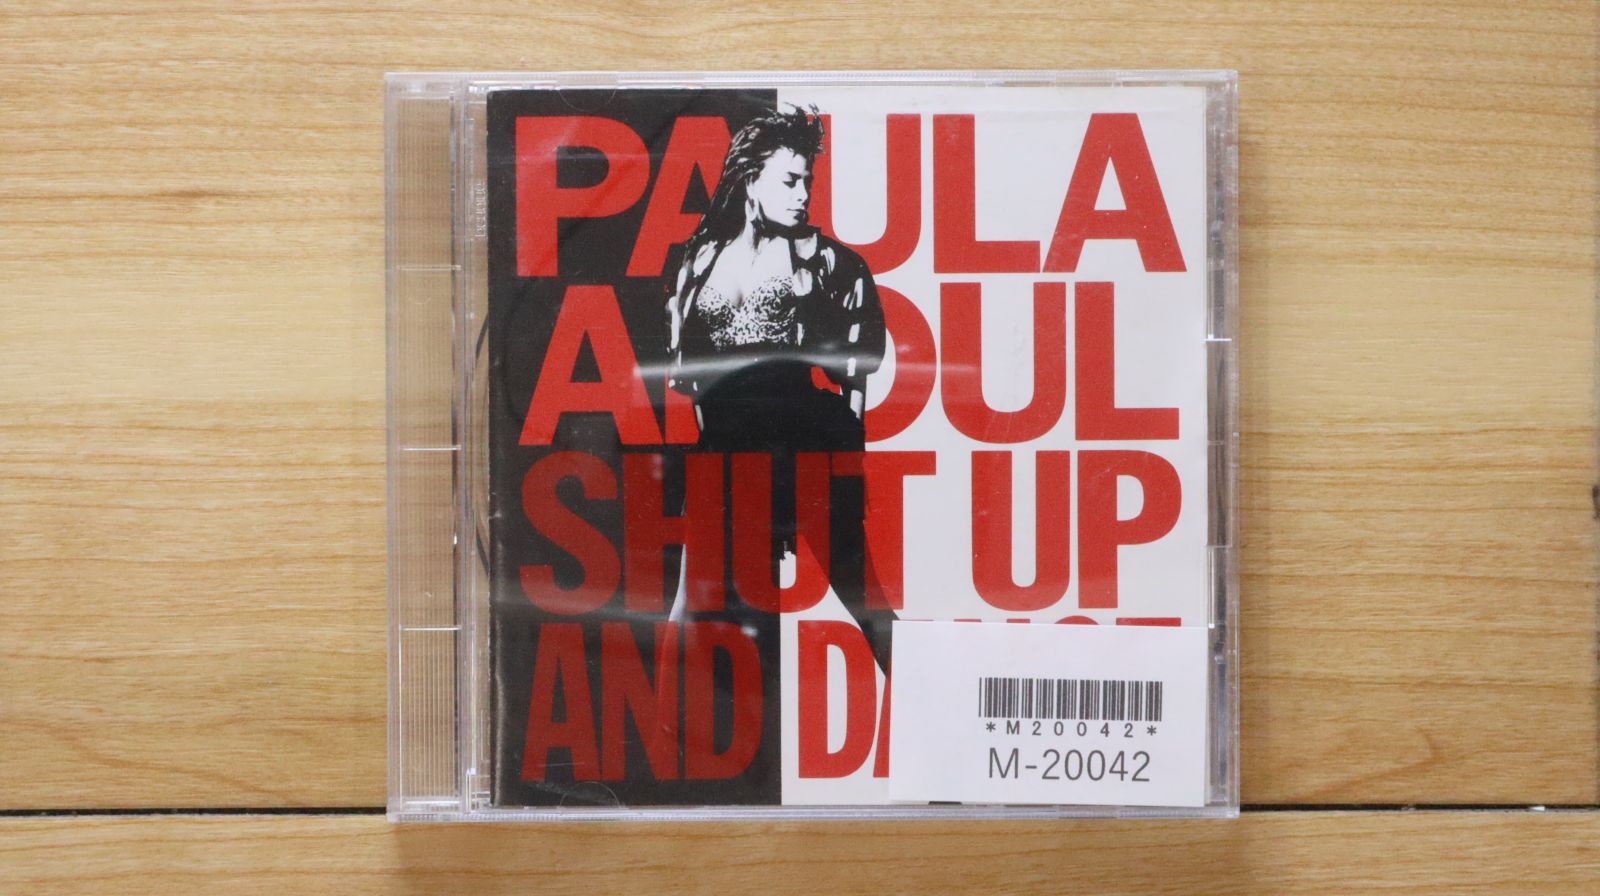 PAULA
A OUL
SHUT UP
AND DA
*M20042*
M-20042